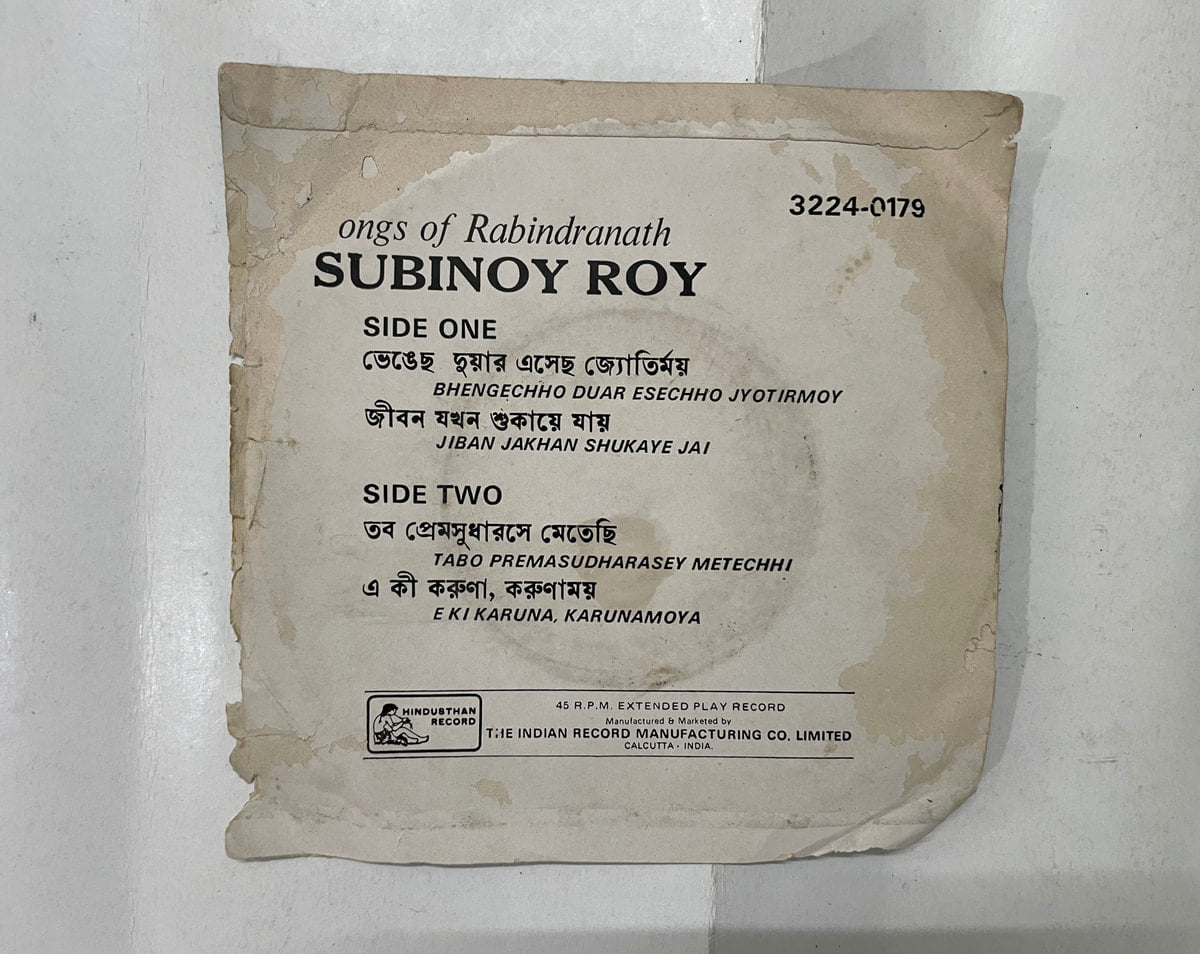 3224-0179
ongs of Rabindranath
SUBINOY ROY
SIDE ONE
ভেঙেছ দুয়ার এসেছ জ্যোতির্ময়
BHENGECHHO DUAR ESECHHO JYOTIRMOY
জীবন যখন শুকায়ে যায়
JIBAN JAKHAN SHUKAYE JAI
SIDE TWO
তব প্রেমসুধারসে মেতেছি
TABO PREMASUDHARASEY METECHHI
এ কী করুণা, করুণাময়
E KI KARUNA, KARUNAMOYA
HINDUSTHAN
RECORD
45 R.P.M. EXTENDED PLAY RECORD
Manufactured & Marketed by
THE INDIAN RECORD MANUFACTURING CO. LIMITED
CALCUTTA - INDIA.